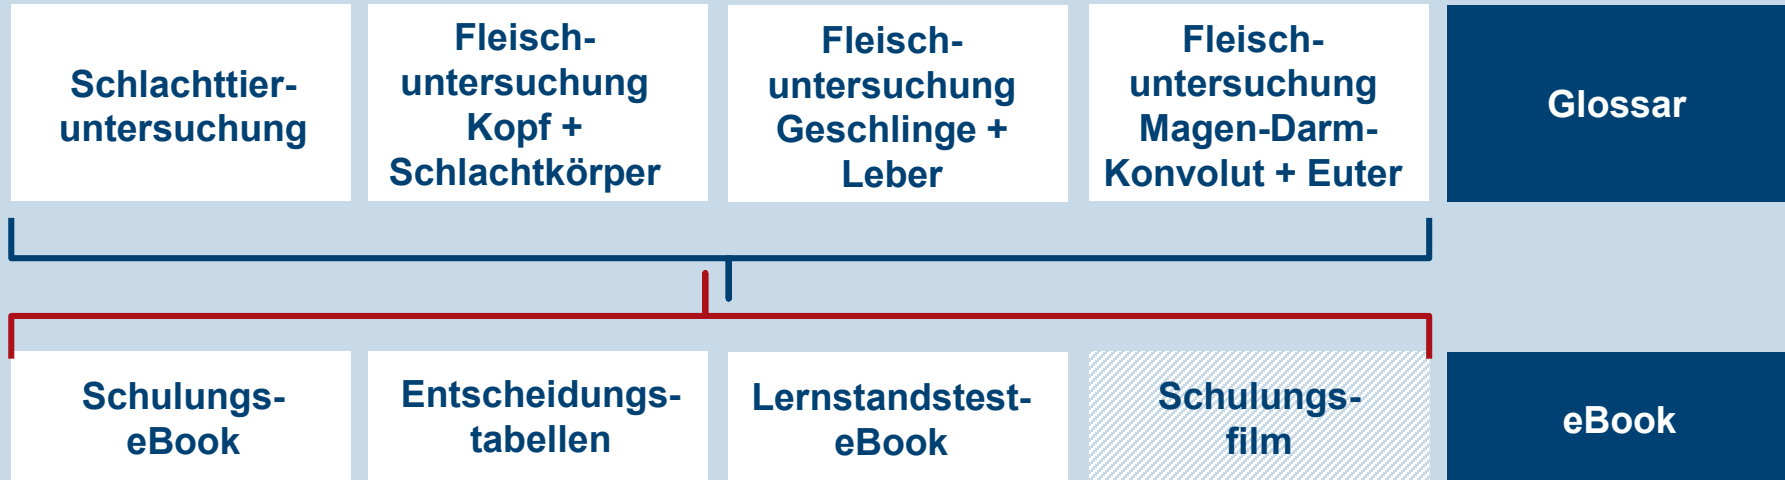 Schlachttier-
untersuchung
Fleisch-
untersuchung
Kopf +
Schlachtkörper
Fleisch-
untersuchung
Geschlinge +
Leber
Fleisch-
untersuchung
Magen-Darm-
Konvolut + Euter
Glossar
Schulungs-
eBook
Entscheidungs-
tabellen
Lernstandstest-
eBook
Schulungs-
film
eBook